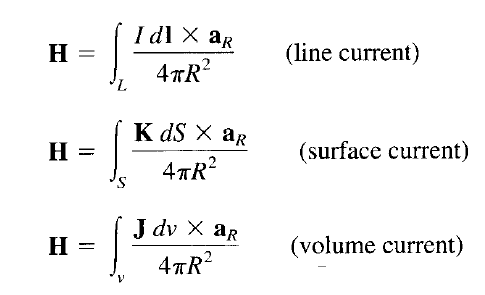 H = ∫_L I dl × a_R / 4πR² (line current)
H = ∫_S K dS × a_R / 4πR² (surface current)
H = ∫_v J dv × a_R / 4πR² (volume current)